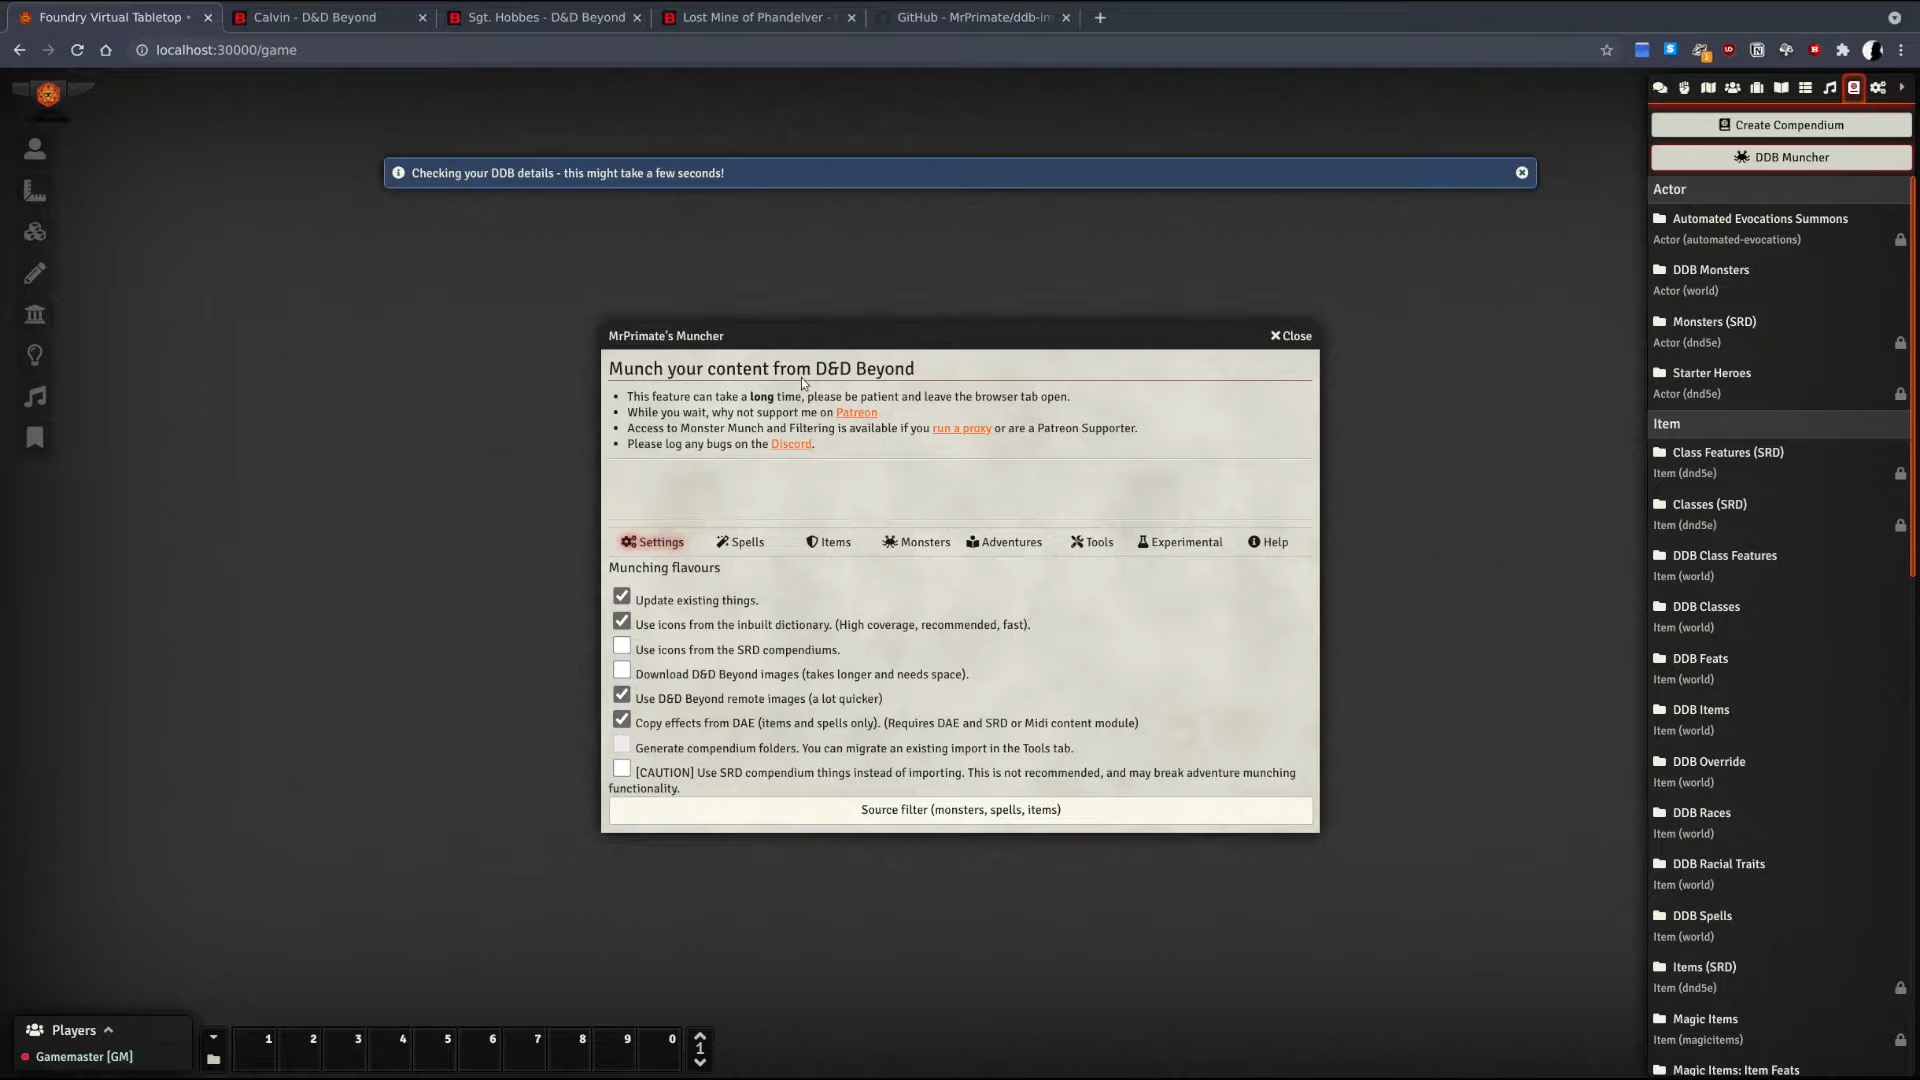 Foundry Virtual Tabletop •
Calvin - D&D Beyond
Sgt. Hobbes - D&D Beyond
Lost Mine of Phandelver -
GitHub - MrPrimate/ddb-im
localhost:30000/game
Checking your DDB details - this might take a few seconds!
Create Compendium
DDB Muncher
Actor
Automated Evocations Summons
Actor (automated-evocations)
DDB Monsters
Actor (world)
Monsters (SRD)
Actor (dnd5e)
Starter Heroes
Actor (dnd5e)
Item
Class Features (SRD)
Item (dnd5e)
Classes (SRD)
Item (dnd5e)
DDB Class Features
Item (world)
DDB Classes
Item (world)
DDB Feats
Item (world)
DDB Items
Item (world)
DDB Override
Item (world)
DDB Races
Item (world)
DDB Racial Traits
Item (world)
DDB Spells
Item (world)
Items (SRD)
Item (dnd5e)
Magic Items
Item (magicitems)
Magic Items: Item Feats
MrPrimate's Muncher
Close
Munch your content from D&D Beyond
• This feature can take a long time, please be patient and leave the browser tab open.
• While you wait, why not support me on Patreon
• Access to Monster Munch and Filtering is available if you run a proxy or are a Patreon Supporter.
• Please log any bugs on the Discord.
Settings Spells Items Monsters Adventures Tools Experimental Help
Munching flavours
Update existing things.
Use icons from the inbuilt dictionary. (High coverage, recommended, fast).
Use icons from the SRD compendiums.
Download D&D Beyond images (takes longer and needs space).
Use D&D Beyond remote images (a lot quicker)
Copy effects from DAE (items and spells only). (Requires DAE and SRD or Midi content module)
Generate compendium folders. You can migrate an existing import in the Tools tab.
[CAUTION] Use SRD compendium things instead of importing. This is not recommended, and may break adventure munching
functionality.
Source filter (monsters, spells, items)
Players
Gamemaster [GM]
1 2 3 4 5 6 7 8 9 0
1